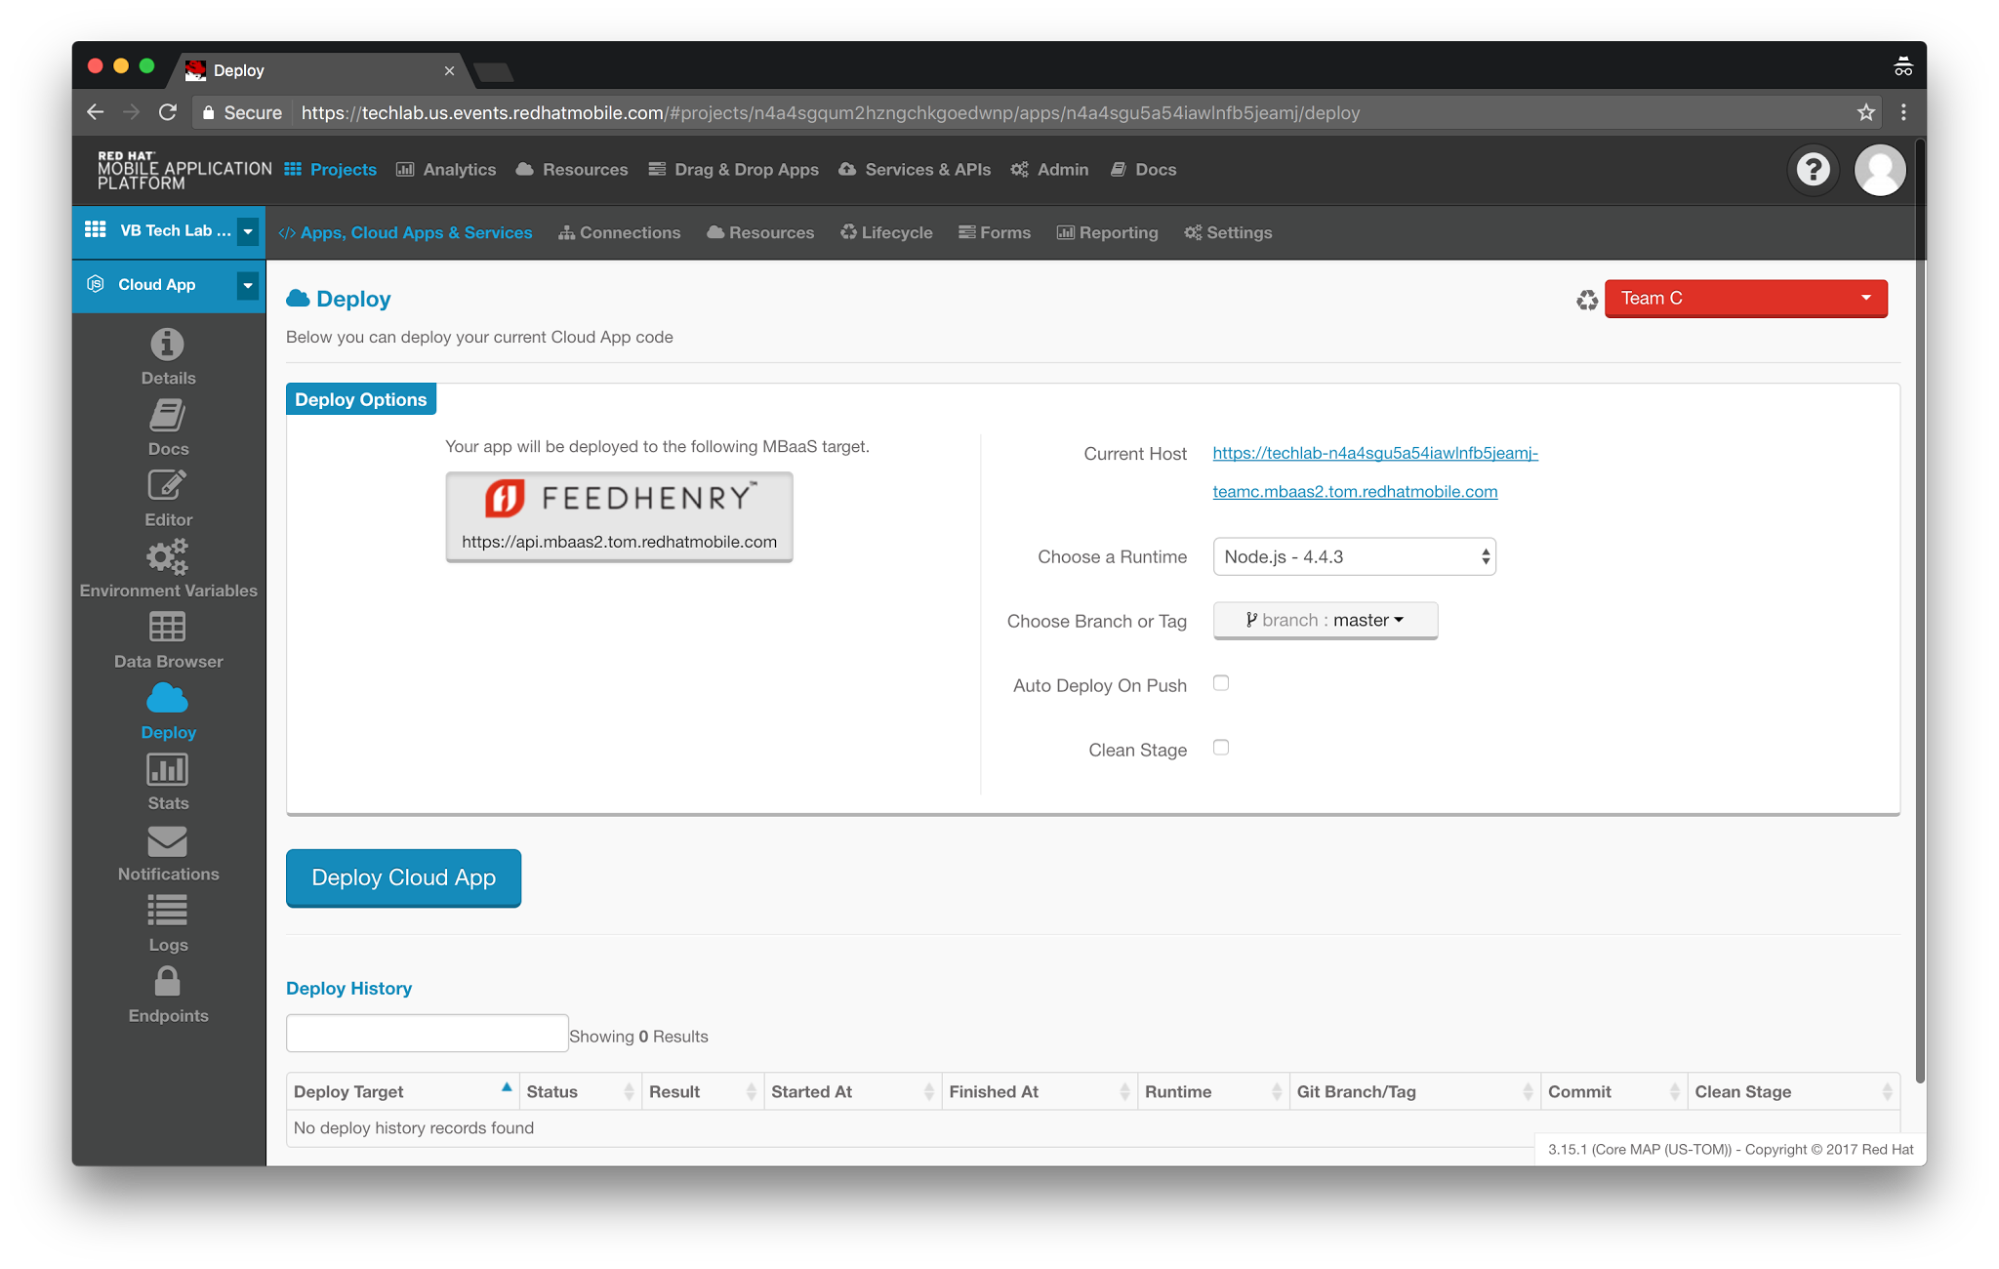 Deploy
Secure https://techlab.us.events.redhatmobile.com/#projects/n4a4sgqum2hzngchkgoedwnp/apps/n4a4sgu5a54iawlnfb5jeamj/deploy
RED HAT
MOBILE APPLICATION
PLATFORM
Projects Analytics Resources Drag & Drop Apps Services & APIs Admin Docs
VB Tech Lab ...
Apps, Cloud Apps & Services Connections Resources Lifecycle Forms Reporting Settings
Cloud App
Details
Docs
Editor
Environment Variables
Data Browser
Deploy
Stats
Notifications
Logs
Endpoints
Deploy
Team C
Below you can deploy your current Cloud App code
Deploy Options
Your app will be deployed to the following MBaaS target.
FEEDHENRY™
https://api.mbaas2.tom.redhatmobile.com
Current Host https://techlab-n4a4sgu5a54iawlnfb5jeamj-
teamc.mbaas2.tom.redhatmobile.com
Choose a Runtime Node.js - 4.4.3
Choose Branch or Tag branch : master
Auto Deploy On Push
Clean Stage
Deploy Cloud App
Deploy History
Showing 0 Results
Deploy Target Status Result Started At Finished At Runtime Git Branch/Tag Commit Clean Stage
No deploy history records found
3.15.1 (Core MAP (US-TOM)) - Copyright © 2017 Red Hat